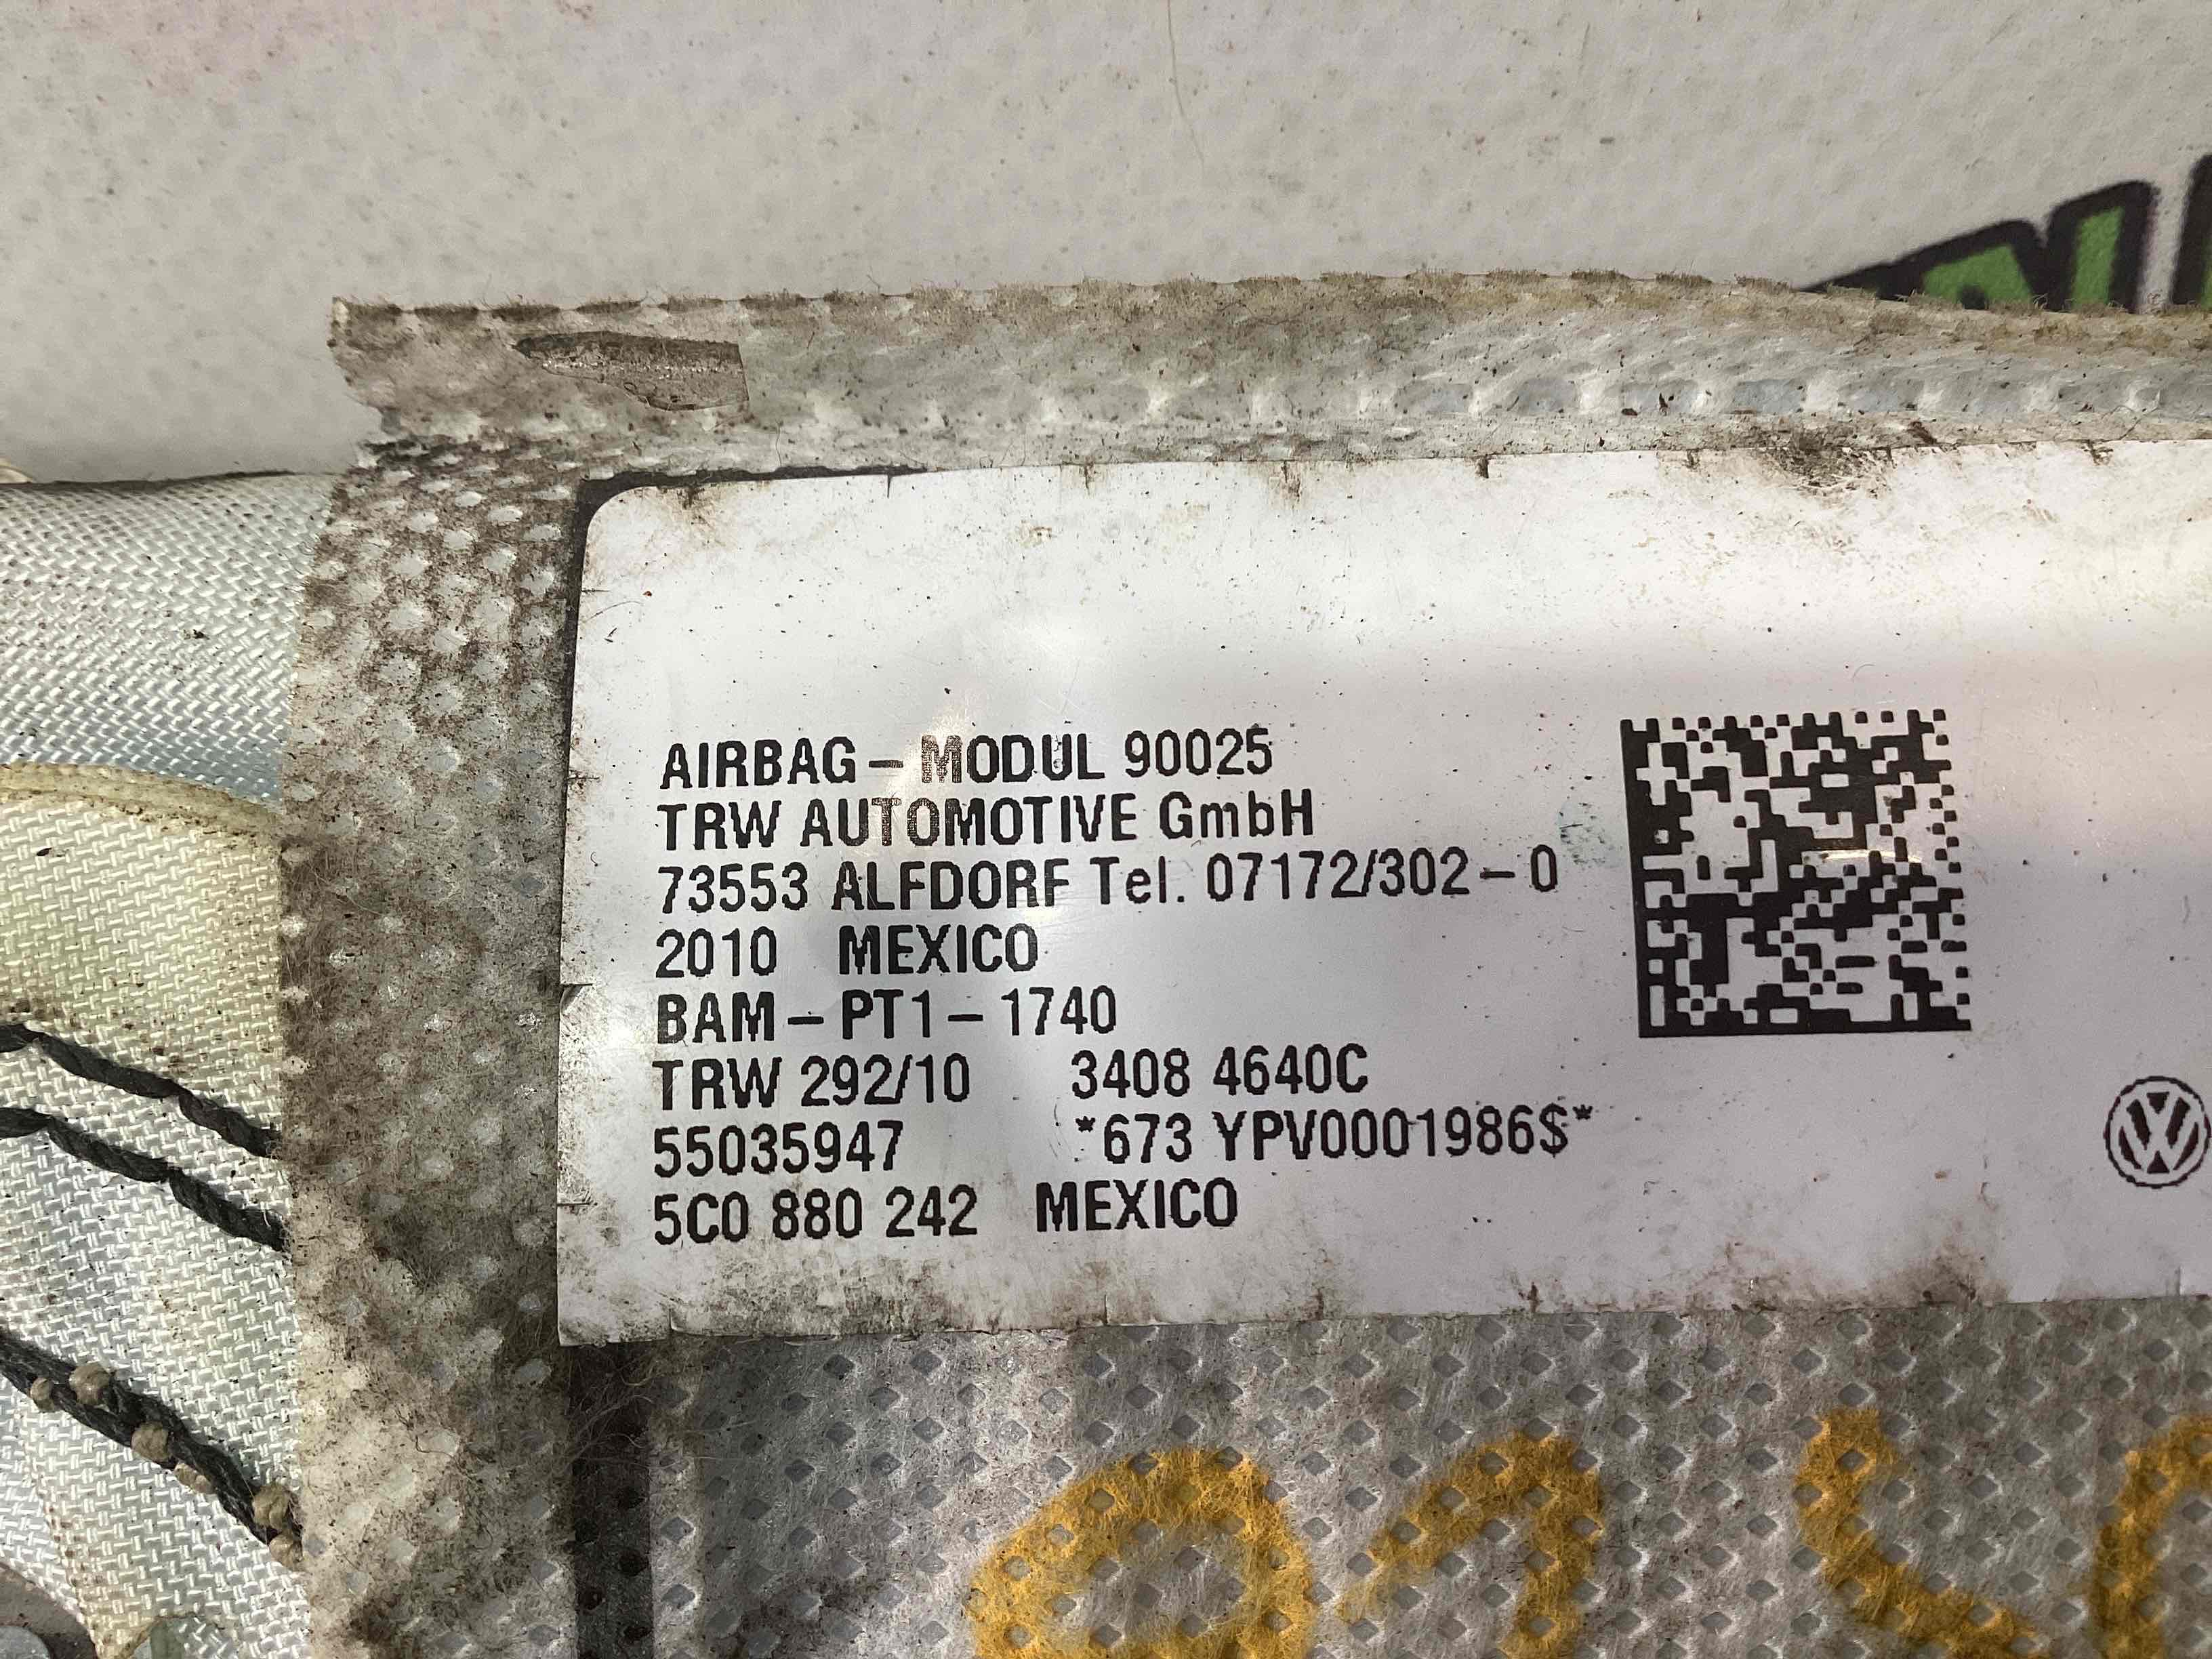 AIRBAG - MODUL 90025
TRW AUTOMOTIVE GmbH
73553 ALFDORF Tel. 07172/302 - 0
2010 MEXICO
BAM - PT1 - 1740
TRW 292/10 3408 4640C
55035947 *673 YPV0001986$*
5C0 880 242 MEXICO